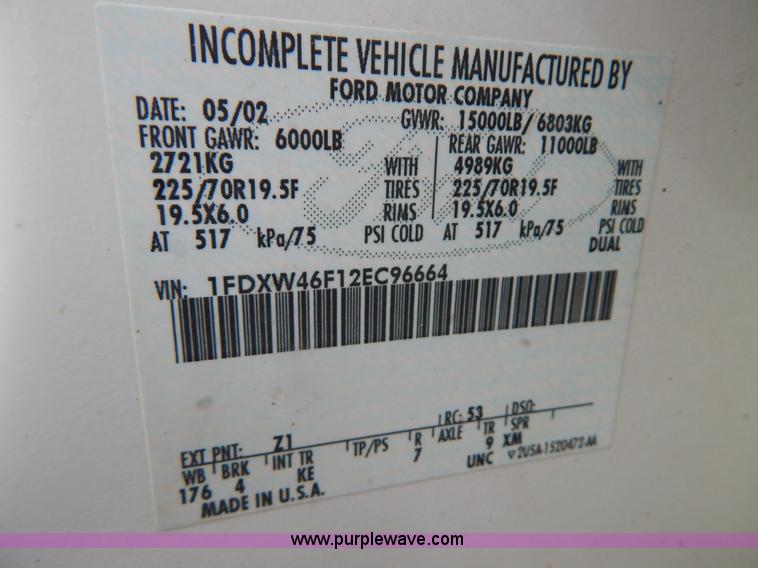 INCOMPLETE VEHICLE MANUFACTURED BY
FORD MOTOR COMPANY
DATE: 05/02 GVWR: 15000LB/ 6803KG
FRONT GAWR: 6000LB REAR GAWR: 11000LB
2721KG WITH 4989KG WITH
225/70R19.5F TIRES 225/70R19.5F TIRES
19.5X6.0 RIMS 19.5X6.0 RIMS
AT 517 kPa/75 PSI COLD AT 517 kPa/75 PSI COLD
DUAL
VIN: 1FDXW46F12EC96664
RC: 53 DSO:
EXT PNT: Z1
WB BRK INT TR TP/PS R AXLE TR SPR
176 4 KE 7 9 XM
MADE IN U.S.A. UNC ▽2USA-1520472-AA
www.purplewave.com